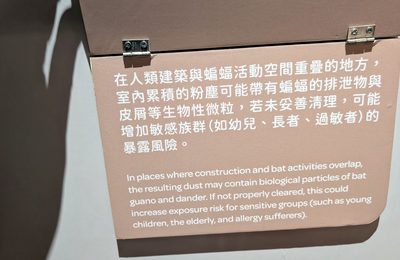 在人類建築與蝙蝠活動空間重疊的地方，
室內累積的粉塵可能帶有蝙蝠的排泄物與
皮屑等生物性微粒，若未妥善清理，可能
增加敏感族群（如幼兒、長者、過敏者）的
暴露風險。
In places where construction and bat activities overlap,
the resulting dust may contain biological particles of bat
guano and dander. If not properly cleared, this could
increase exposure risk for sensitive groups (such as young
children, the elderly, and allergy sufferers).